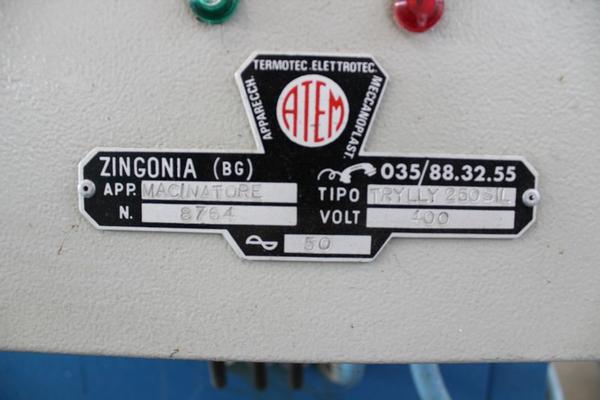 TERMOTEC. ELETTROTEC.
APPARECCH.
MECCANOPLAST.
ATEM
ZINGONIA (BG) 035/88.32.55
APP. MACINATORE TIPO TRYLLY 250 SIL
N. 8764 VOLT 400
50